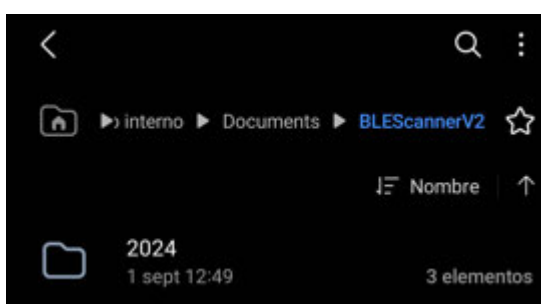 interno ▶ Documents ▶ BLEScannerV2
Nombre
2024
1 sept 12:49
3 elementos